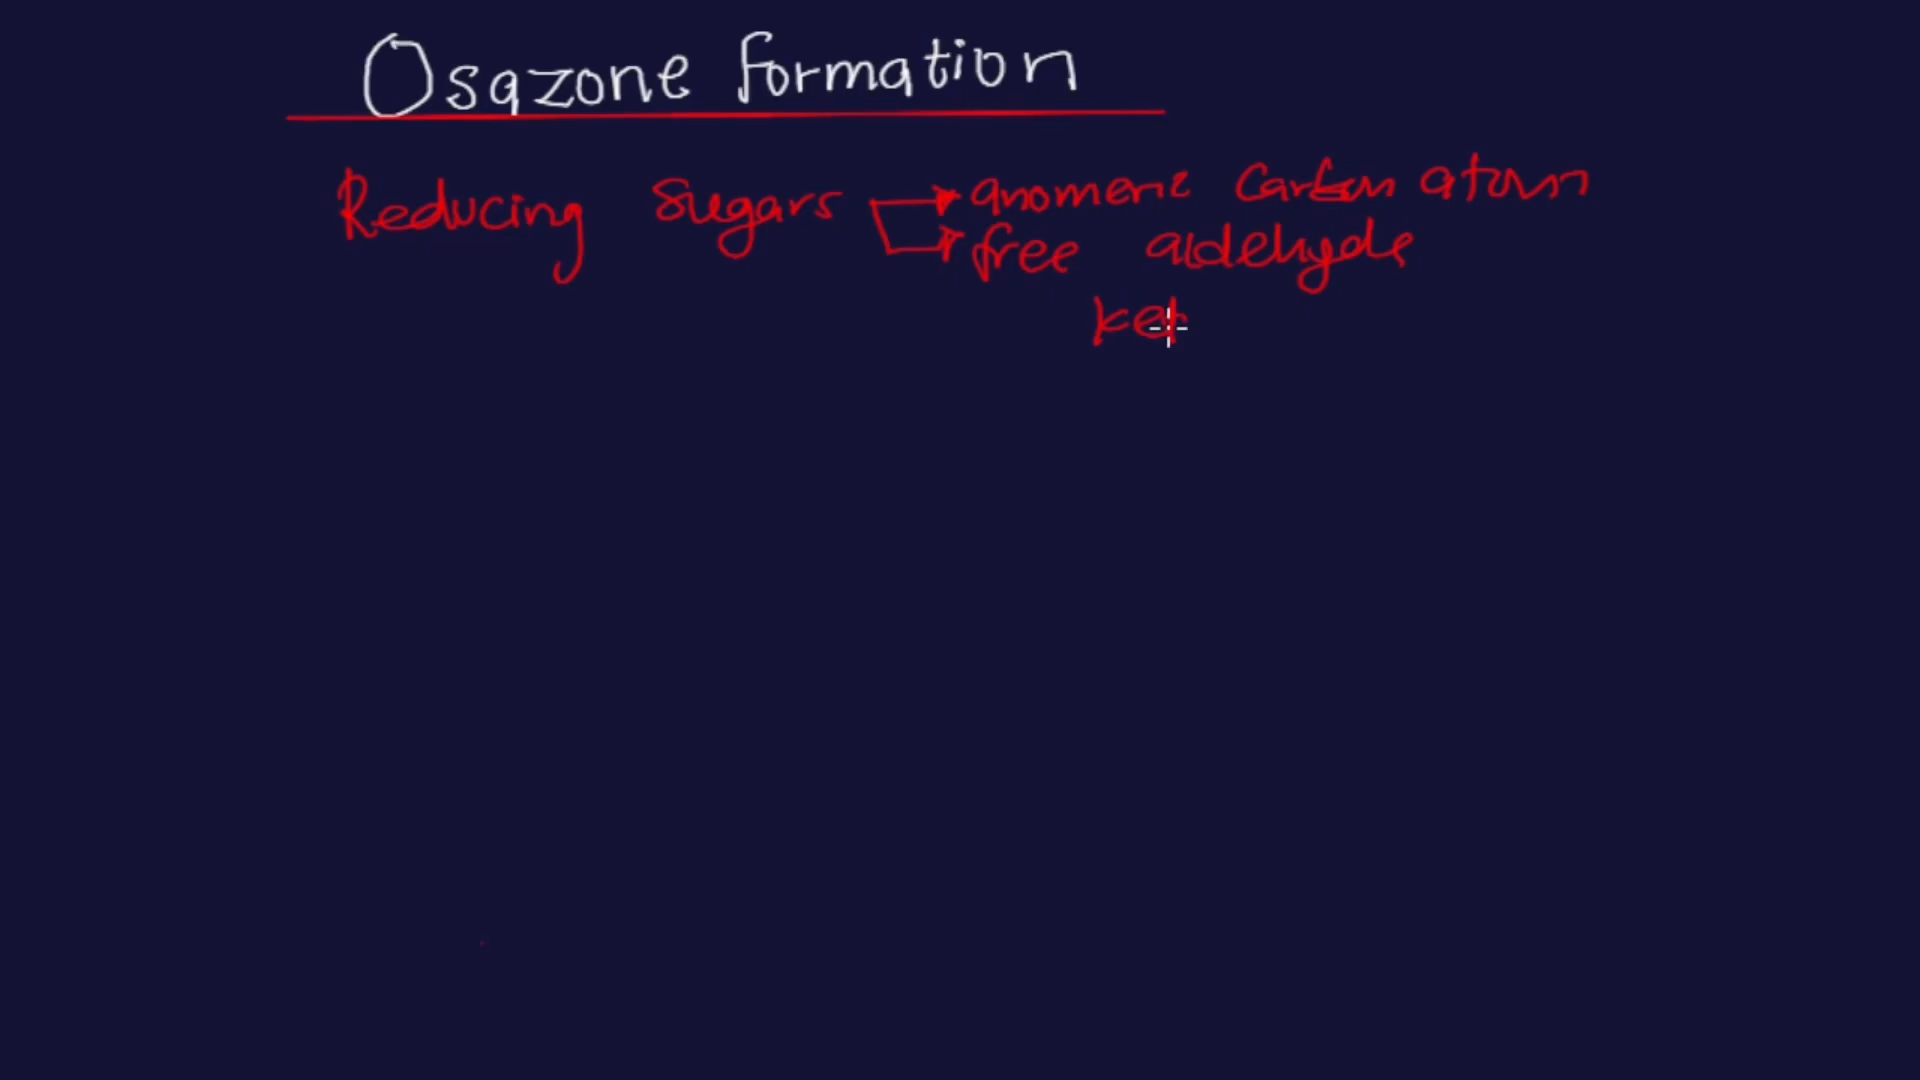 Osazone formation
Reducing sugars anomeric Carbon atom
free aldehyde
ket